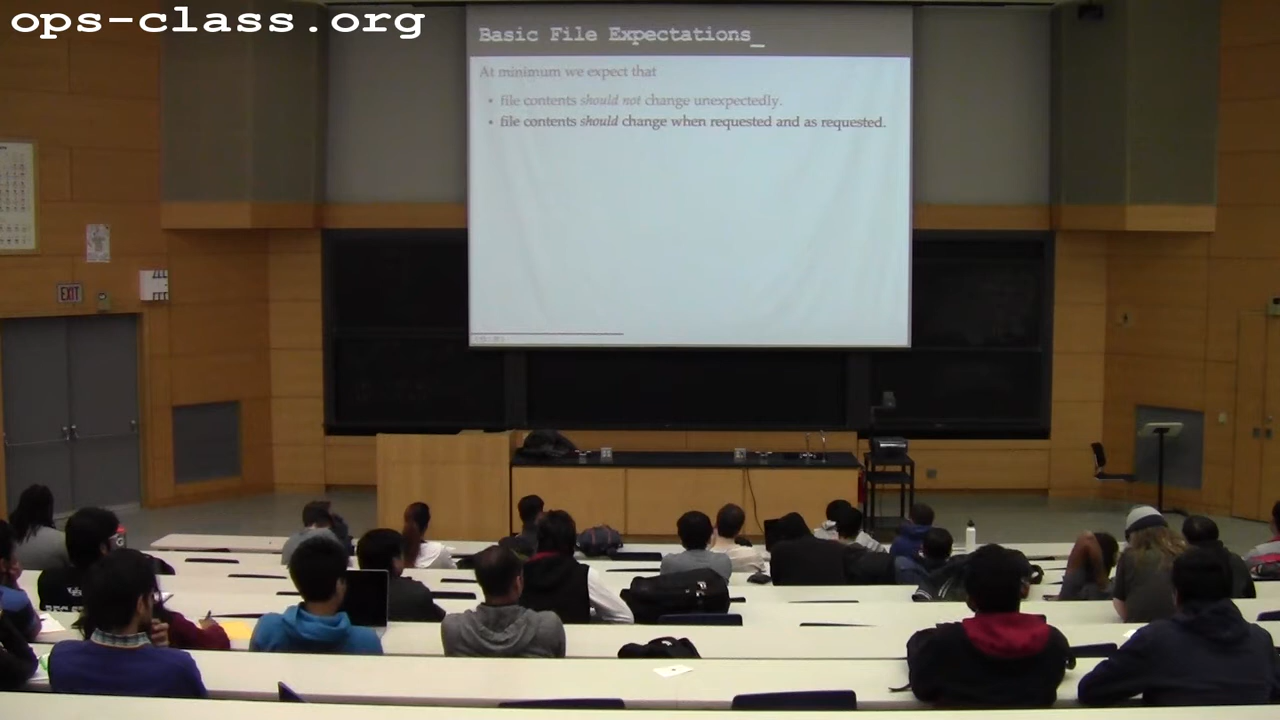 ops-class.org
Basic File Expectations_
At minimum we expect that
• file contents should not change unexpectedly.
• file contents should change when requested and as requested.
EXIT